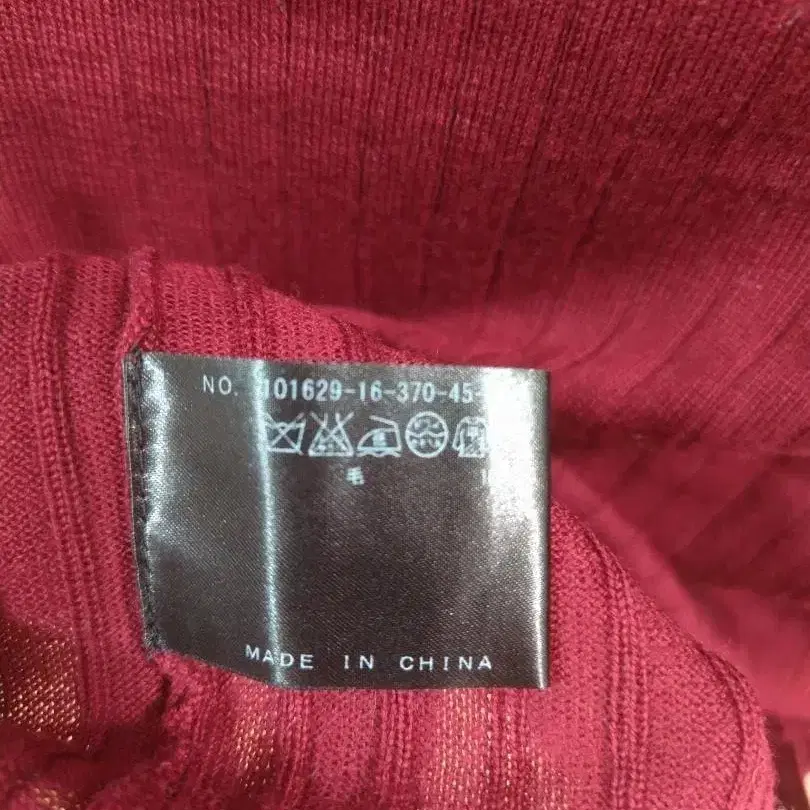 NO. 101629-16-370-45-
毛
MADE IN CHINA